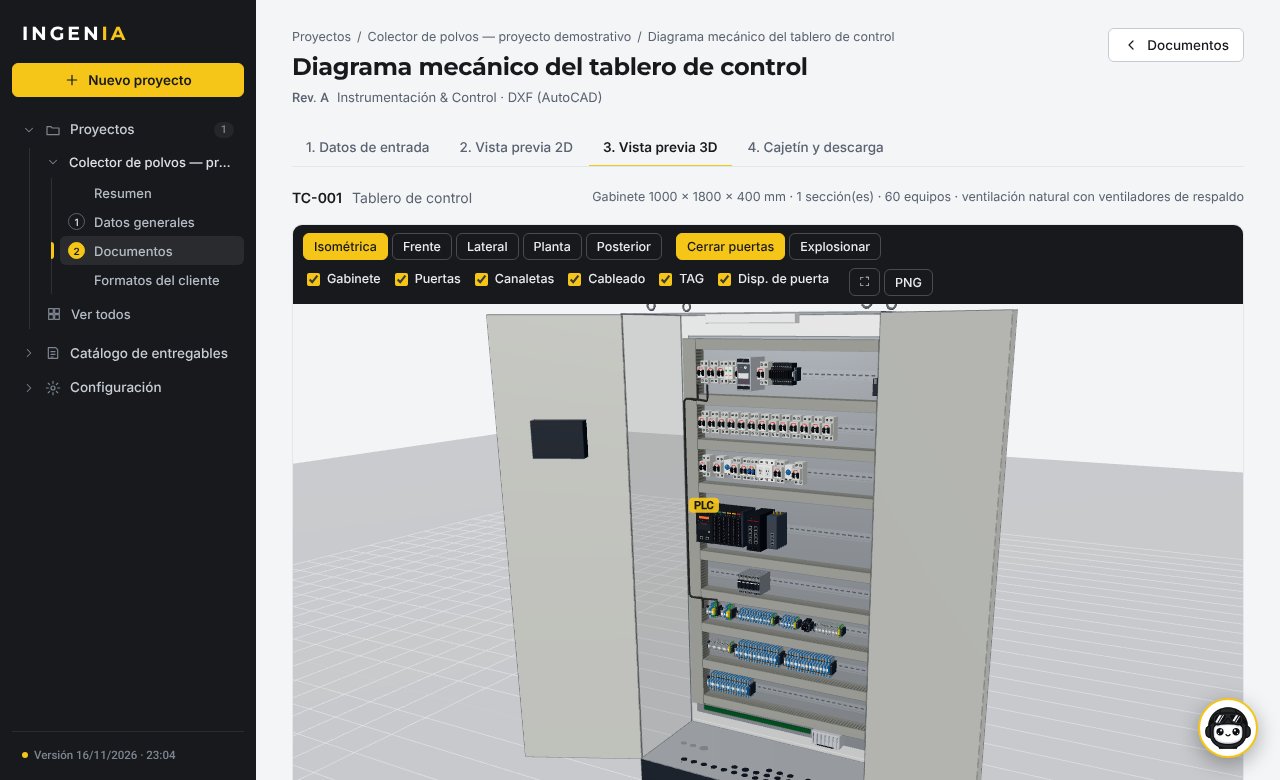 INGENIA
+ Nuevo proyecto
Proyectos 1
Colector de polvos — pr...
Resumen
1 Datos generales
2 Documentos
Formatos del cliente
Ver todos
Catálogo de entregables
Configuración
Versión 16/11/2026 · 23:04
Proyectos / Colector de polvos — proyecto demostrativo / Diagrama mecánico del tablero de control
Documentos
Diagrama mecánico del tablero de control
Rev. A Instrumentación & Control · DXF (AutoCAD)
1. Datos de entrada 2. Vista previa 2D 3. Vista previa 3D 4. Cajetín y descarga
TC-001 Tablero de control Gabinete 1000 × 1800 × 400 mm · 1 sección(es) · 60 equipos · ventilación natural con ventiladores de respaldo
Isométrica Frente Lateral Planta Posterior Cerrar puertas Explosionar
Gabinete Puertas Canaletas Cableado TAG Disp. de puerta PNG
PLC